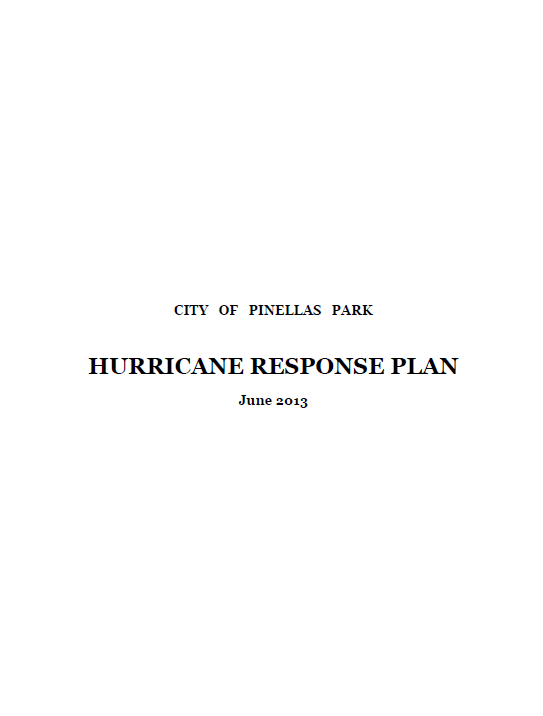 CITY OF PINELLAS PARK
HURRICANE RESPONSE PLAN
June 2013